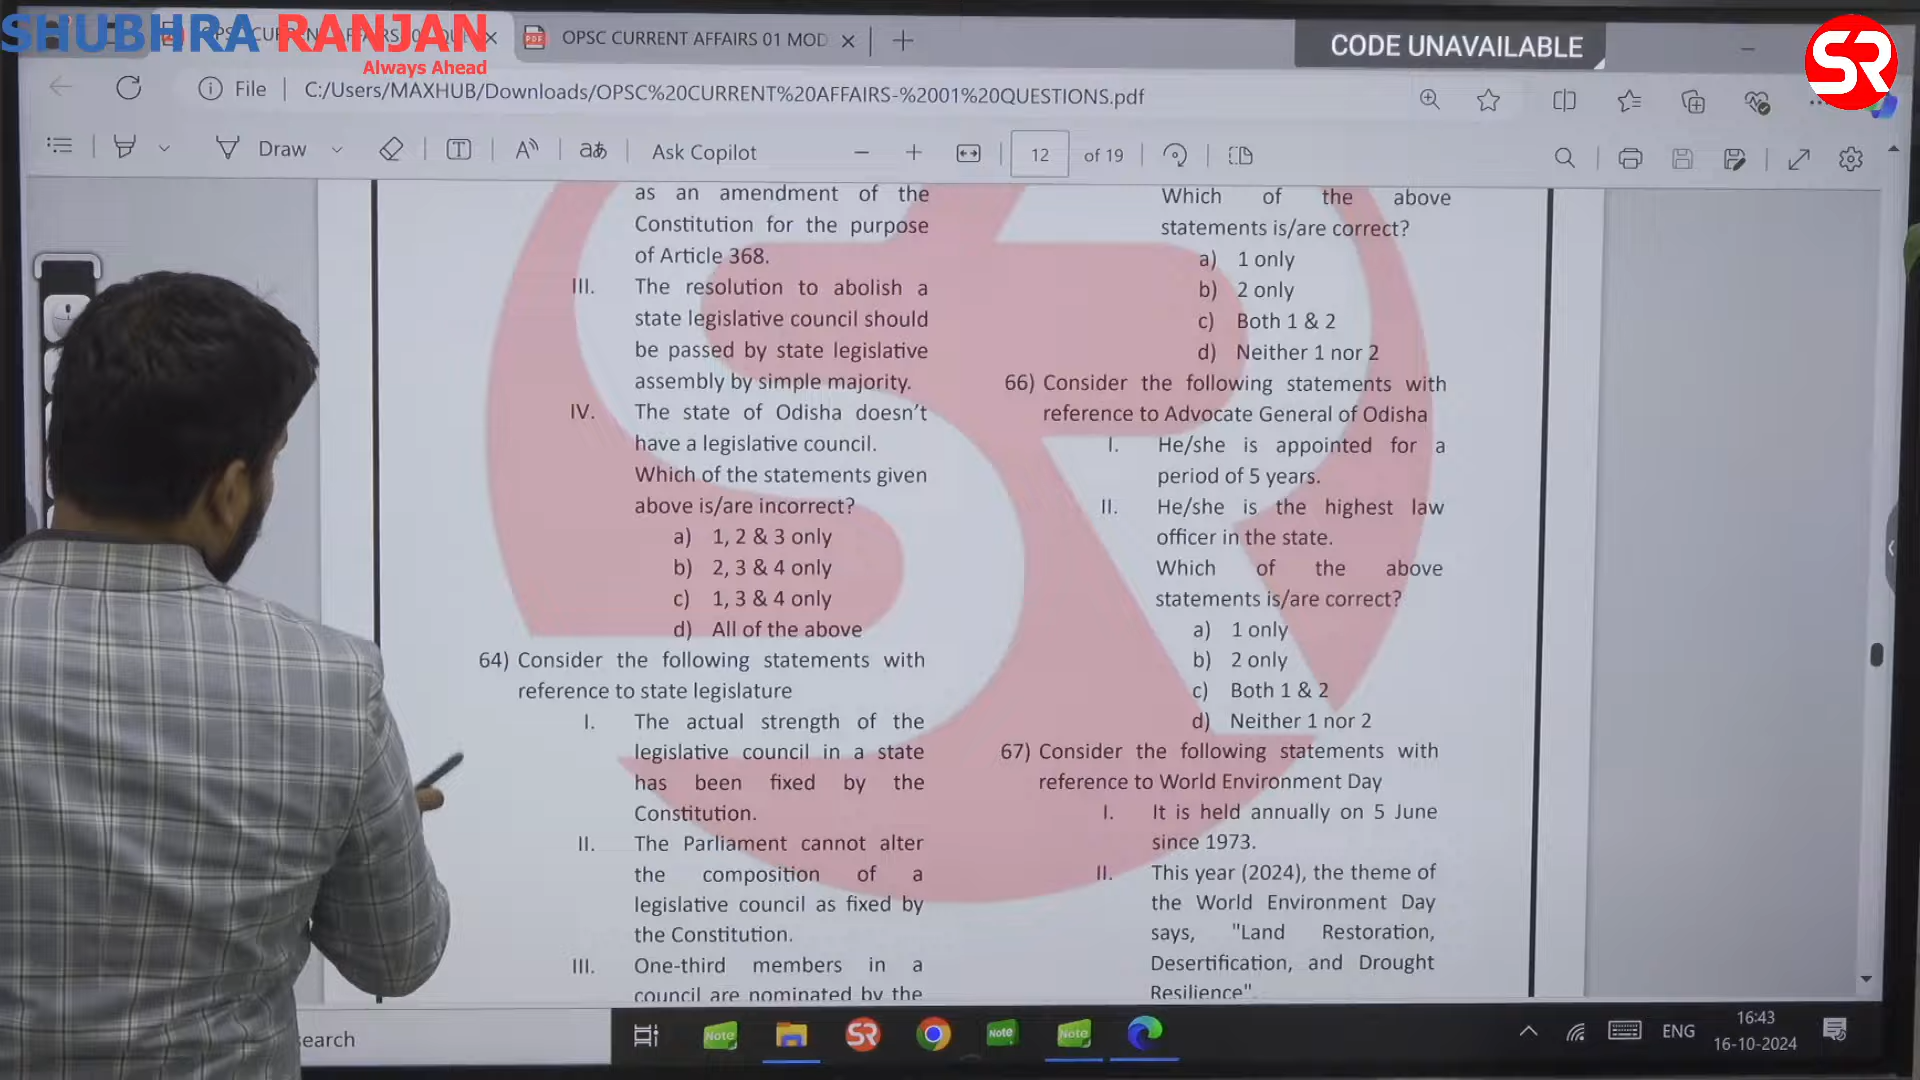 SHUBHRA RANJAN
Always Ahead
OPSC CURRENT AFFAIRS 01 MOD
CODE UNAVAILABLE
SR
File
C:/Users/MAXHUB/Downloads/OPSC%20CURRENT%20AFFAIRS-%2001%20QUESTIONS.pdf
Draw
Ask Copilot
12 of 19
as an amendment of the
Constitution for the purpose
of Article 368.
III. The resolution to abolish a
state legislative council should
be passed by state legislative
assembly by simple majority.
IV. The state of Odisha doesn't
have a legislative council.
Which of the statements given
above is/are incorrect?
a) 1, 2 & 3 only
b) 2, 3 & 4 only
c) 1, 3 & 4 only
d) All of the above
64) Consider the following statements with
reference to state legislature
I. The actual strength of the
legislative council in a state
has been fixed by the
Constitution.
II. The Parliament cannot alter
the composition of a
legislative council as fixed by
the Constitution.
III. One-third members in a
council are nominated by the
Which of the above
statements is/are correct?
a) 1 only
b) 2 only
c) Both 1 & 2
d) Neither 1 nor 2
66) Consider the following statements with
reference to Advocate General of Odisha
I. He/she is appointed for a
period of 5 years.
II. He/she is the highest law
officer in the state.
Which of the above
statements is/are correct?
a) 1 only
b) 2 only
c) Both 1 & 2
d) Neither 1 nor 2
67) Consider the following statements with
reference to World Environment Day
I. It is held annually on 5 June
since 1973.
II. This year (2024), the theme of
the World Environment Day
says, "Land Restoration,
Desertification, and Drought
Resilience".
earch
Note
SR
Note
Note
ENG
16:43
16-10-2024